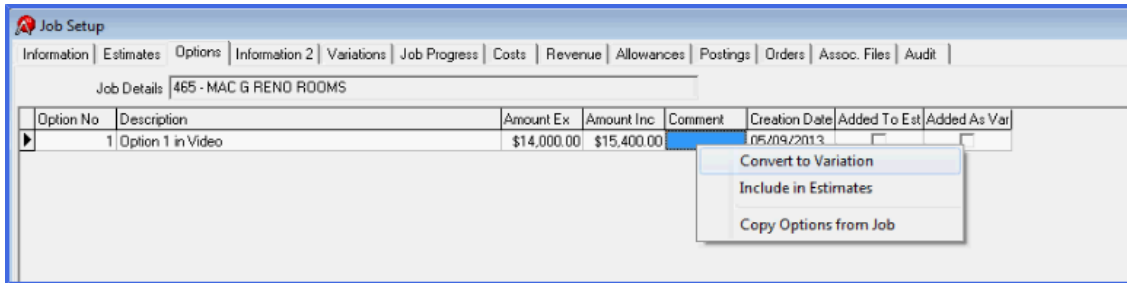 Job Setup
Information Estimates Options Information 2 Variations Job Progress Costs Revenue Allowances Postings Orders Assoc. Files Audit
Job Details 465 - MAC G RENO ROOMS
Option No Description Amount Ex Amount Inc Comment Creation Date Added To Est Added As Var
1 Option 1 in Video $14,000.00 $15,400.00 05/09/2013
Convert to Variation
Include in Estimates
Copy Options from Job